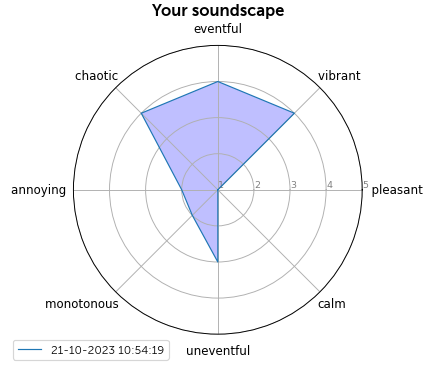 Your soundscape
eventful
chaotic
vibrant
annoying
1 2 3 4 5
pleasant
monotonous
calm
uneventful
21-10-2023 10:54:19